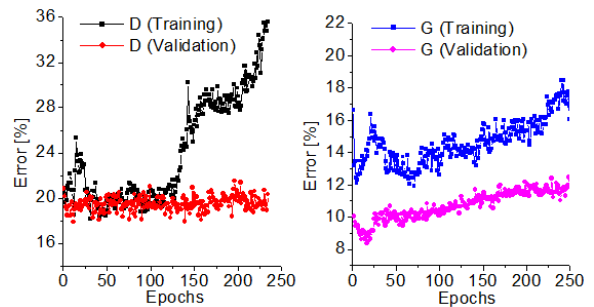 D (Training)
D (Validation)
36
32
28
24
20
16
Error [%]
0 50 100 150 200 250
Epochs
G (Training)
G (Validation)
22
20
18
16
14
12
10
8
Error [%]
0 50 100 150 200 250
Epochs